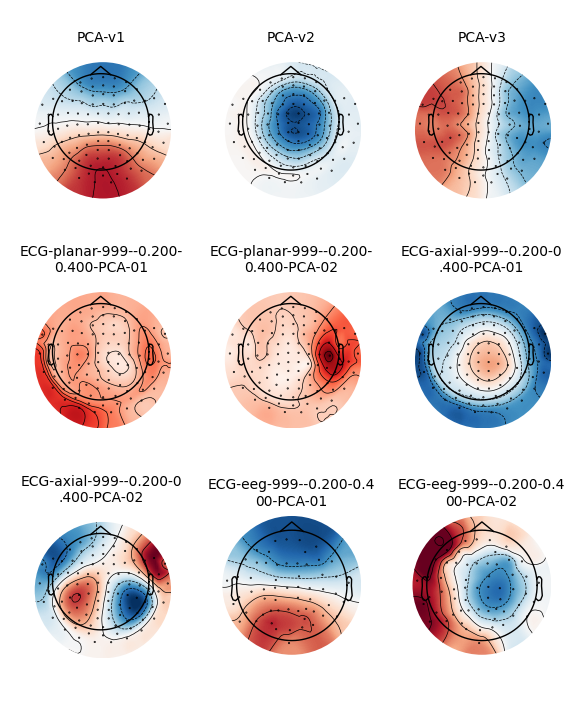 PCA-v1
PCA-v2
PCA-v3
ECG-planar-999--0.200-
0.400-PCA-01
ECG-planar-999--0.200-
0.400-PCA-02
ECG-axial-999--0.200-0
.400-PCA-01
ECG-axial-999--0.200-0
.400-PCA-02
ECG-eeg-999--0.200-0.4
00-PCA-01
ECG-eeg-999--0.200-0.4
00-PCA-02